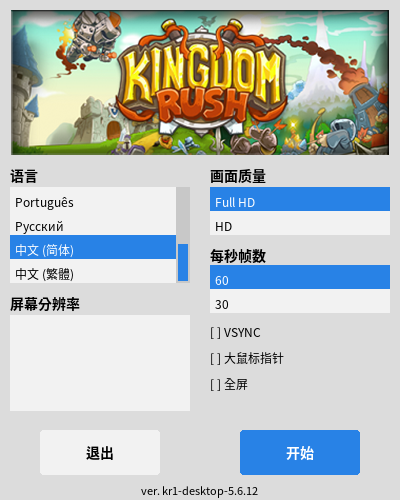 KINGDOM
RUSH
语言
Português
Русский
中文 (简体)
中文 (繁體)
屏幕分辨率
画面质量
Full HD
HD
每秒帧数
60
30
[ ] VSYNC
[ ] 大鼠标指针
[ ] 全屏
退出
开始
ver. kr1-desktop-5.6.12